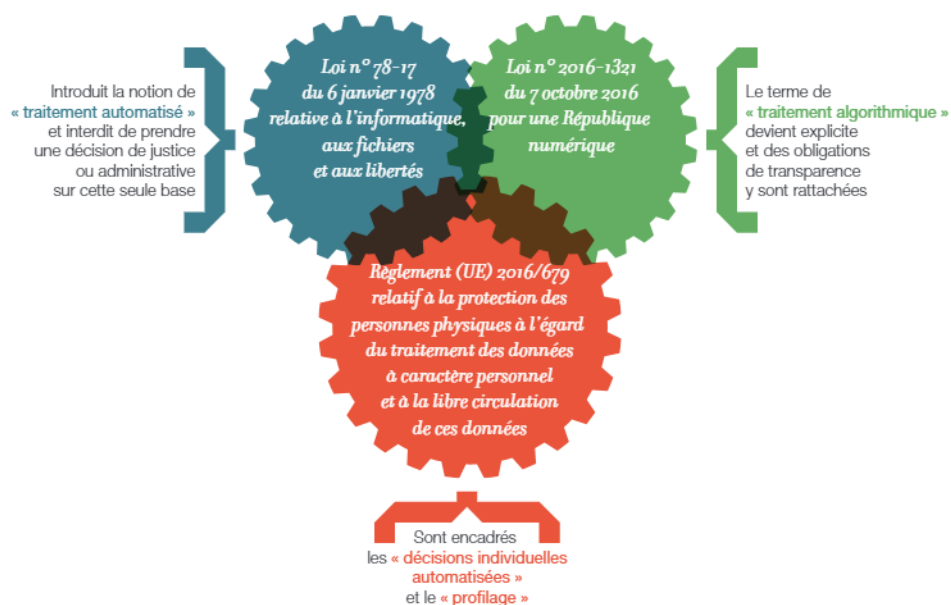 Introduit la notion de
« traitement automatisé »
et interdit de prendre
une décision de justice
ou administrative
sur cette seule base
Loi n° 78-17
du 6 janvier 1978
relative à l'informatique,
aux fichiers
et aux libertés
Loi n° 2016-1321
du 7 octobre 2016
pour une République
numérique
Le terme de
« traitement algorithmique »
devient explicite
et des obligations
de transparence
y sont rattachées
Règlement (UE) 2016/679
relatif à la protection des
personnes physiques à l'égard
du traitement des données
à caractère personnel
et à la libre circulation
de ces données
Sont encadrés
les « décisions individuelles
automatisées »
et le « profilage »